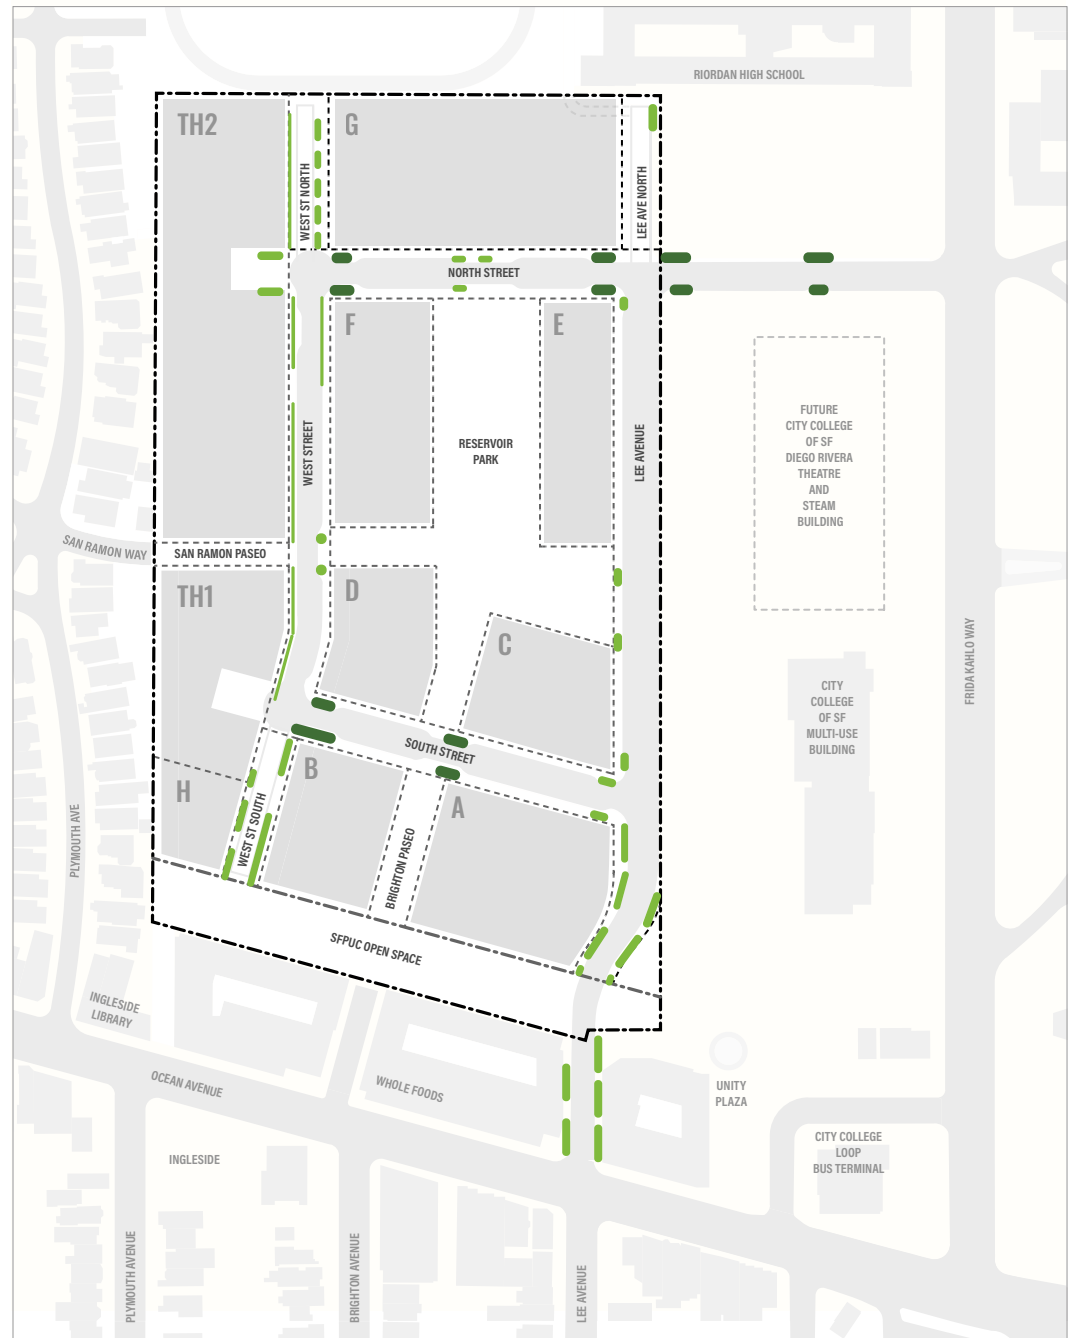 RIORDAN HIGH SCHOOL
TH2
G
WEST ST NORTH
LEE AVE NORTH
NORTH STREET
F
E
FUTURE
CITY COLLEGE
OF SF
DIEGO RIVERA
THEATRE
AND
STEAM
BUILDING
WEST STREET
RESERVOIR
PARK
LEE AVENUE
SAN RAMON WAY
SAN RAMON PASEO
TH1
D
C
FRIDA KAHLO WAY
CITY
COLLEGE
OF SF
MULTI-USE
BUILDING
SOUTH STREET
B
H
A
PLYMOUTH AVE
WEST ST SOUTH
BRIGHTON PASEO
SFPUC OPEN SPACE
INGLESIDE
LIBRARY
OCEAN AVENUE
WHOLE FOODS
UNITY
PLAZA
CITY COLLEGE
LOOP
BUS TERMINAL
INGLESIDE
PLYMOUTH AVENUE
BRIGHTON AVENUE
LEE AVENUE